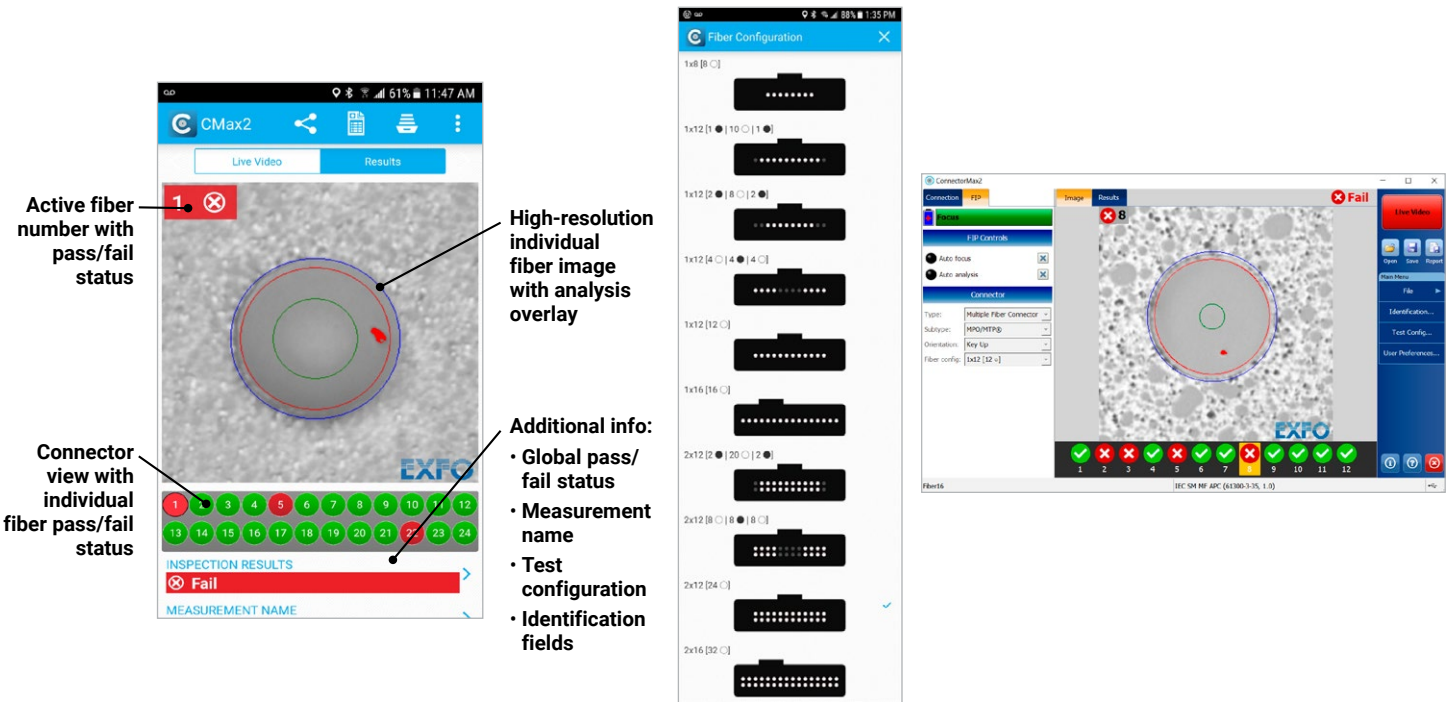 Active fiber
number with
pass/fail
status
Connector
view with
individual
fiber pass/fail
status
61% 11:47 AM
CMax2
Live Video
Results
1
EXFO
1 2 3 4 5 6 7 8 9 10 11 12
13 14 15 16 17 18 19 20 21 22 23 24
INSPECTION RESULTS
Fail
MEASUREMENT NAME
High-resolution
individual
fiber image
with analysis
overlay
Additional info:
· Global pass/
fail status
· Measurement
name
· Test
configuration
· Identification
fields
88% 1:35 PM
Fiber Configuration
1x8 [8 ○]
1x12 [1 ● | 10 ○ | 1 ●]
1x12 [2 ● | 8 ○ | 2 ●]
1x12 [4 ○ | 4 ● | 4 ○]
1x12 [12 ○]
1x16 [16 ○]
2x12 [2 ● | 20 ○ | 2 ●]
2x12 [8 ○ | 8 ● | 8 ○]
2x12 [24 ○]
2x16 [32 ○]
ConnectorMax2
Connection FIP
Focus
FIP Controls
Auto focus
Auto analysis
Connector
Type: Multiple Fiber Connector
Subtype: MPO/MTP®
Orientation: Key Up
Fiber config: 1x12 [12 ○]
Image Results
Fail
8
EXFO
1 2 3 4 5 6 7 8 9 10 11 12
Live Video
Open Save Report
Main Menu
File
Identification...
Test Config...
User Preferences...
Fiber16
IEC SM MF APC (61300-3-35, 1.0)